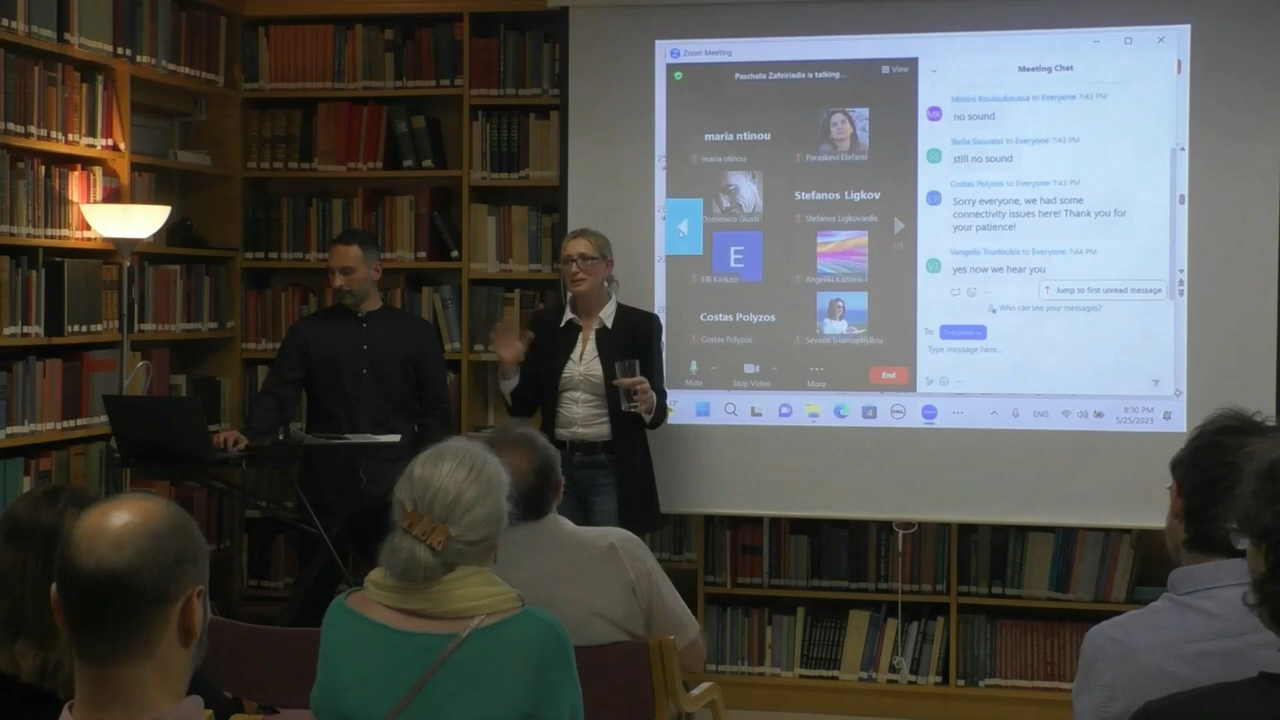 Zoom Meeting
Paschalis Zafeiriadis is talking...
View
maria ntinou
maria ntinou
Paraskevi Elefanti
Domenico Giusti
Stefanos Ligkov
Stefanos Ligkovanlis
E
Elli Karkazi
Costas Polyzos
Costas Polyzos
Mute
Stop Video
More
End
Meeting Chat
to Everyone 7:43 PM
no sound
Stella Souvatzi to Everyone 7:43 PM
still no sound
Costas Polyzos to Everyone 7:43 PM
Sorry everyone, we had some
connectivity issues here! Thank you for
your patience!
Vangelis Tourloukis to Everyone 7:44 PM
yes now we hear you
Jump to first unread message
Who can see your messages?
To: Everyone
Type message here...
ENG
8:30 PM
5/25/2023